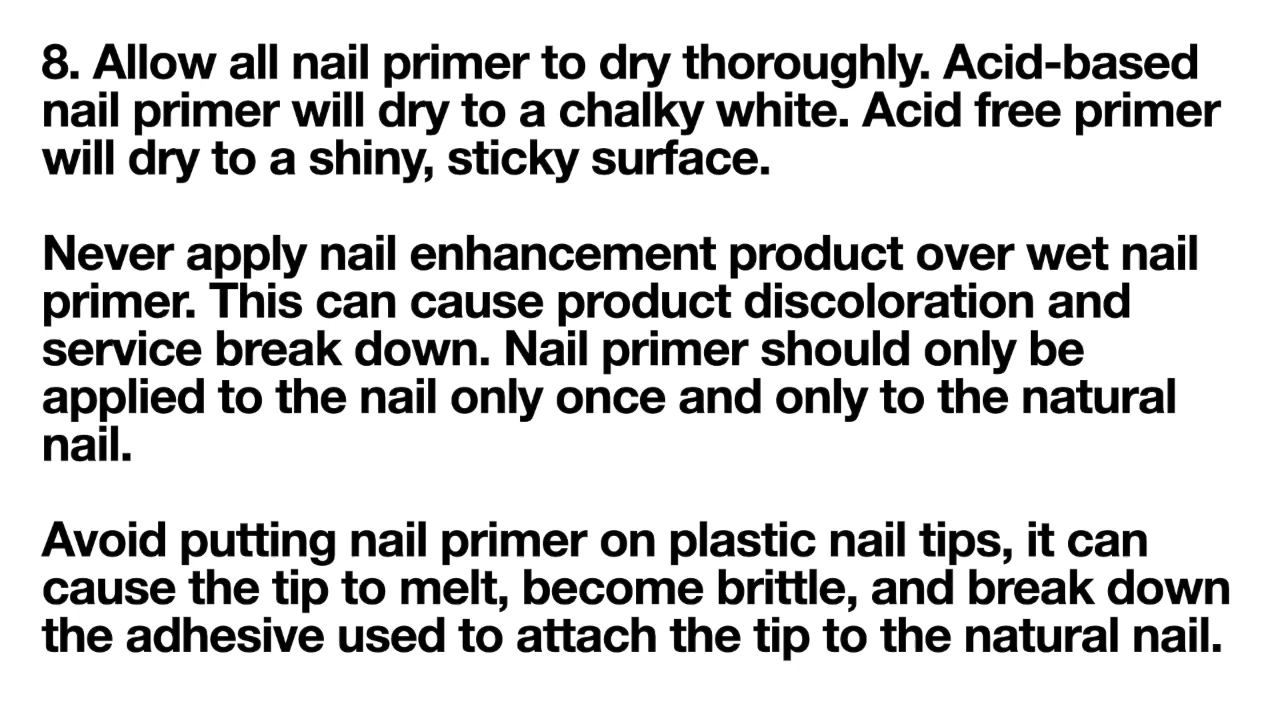 8. Allow all nail primer to dry thoroughly. Acid-based
nail primer will dry to a chalky white. Acid free primer
will dry to a shiny, sticky surface.
Never apply nail enhancement product over wet nail
primer. This can cause product discoloration and
service break down. Nail primer should only be
applied to the nail only once and only to the natural
nail.
Avoid putting nail primer on plastic nail tips, it can
cause the tip to melt, become brittle, and break down
the adhesive used to attach the tip to the natural nail.